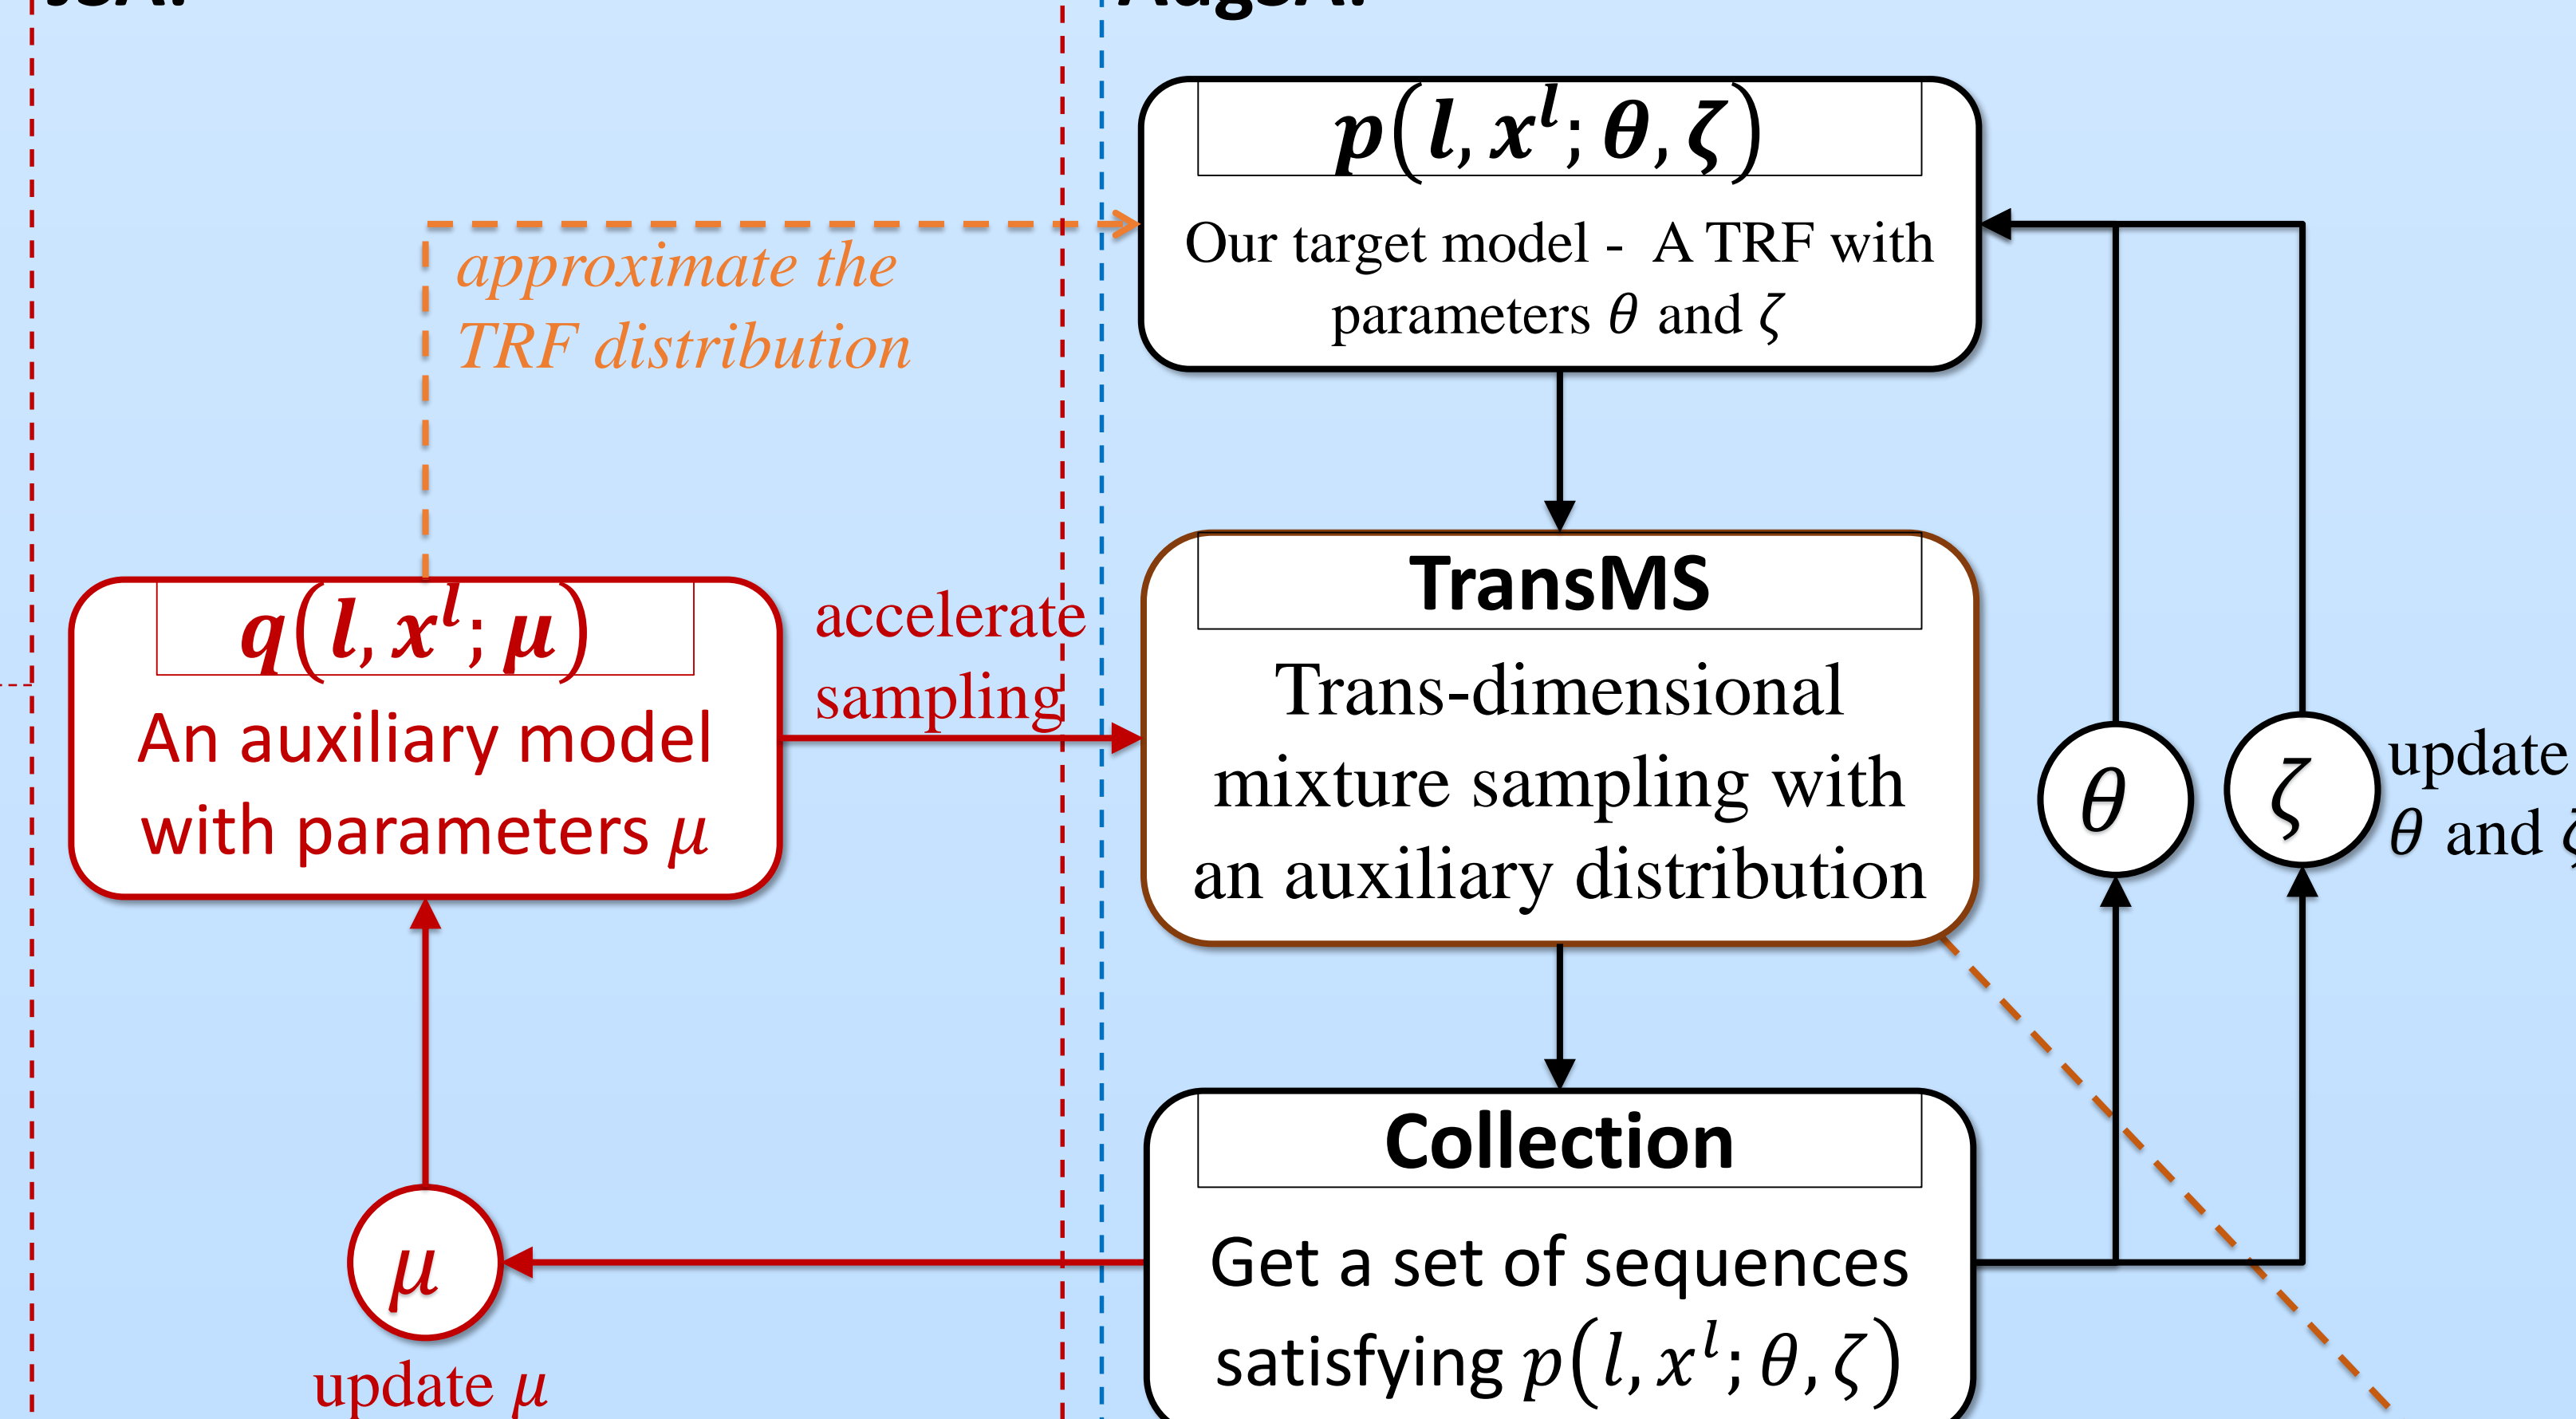 p(l, x^l; θ, ζ)
Our target model - A TRF with
parameters θ and ζ
approximate the
TRF distribution
TransMS
Trans-dimensional
mixture sampling with
an auxiliary distribution
q(l, x^l; μ)
An auxiliary model
with parameters μ
accelerate
sampling
θ
ζ
update
θ and ζ
Collection
Get a set of sequences
satisfying p(l, x^l; θ, ζ)
μ
update μ